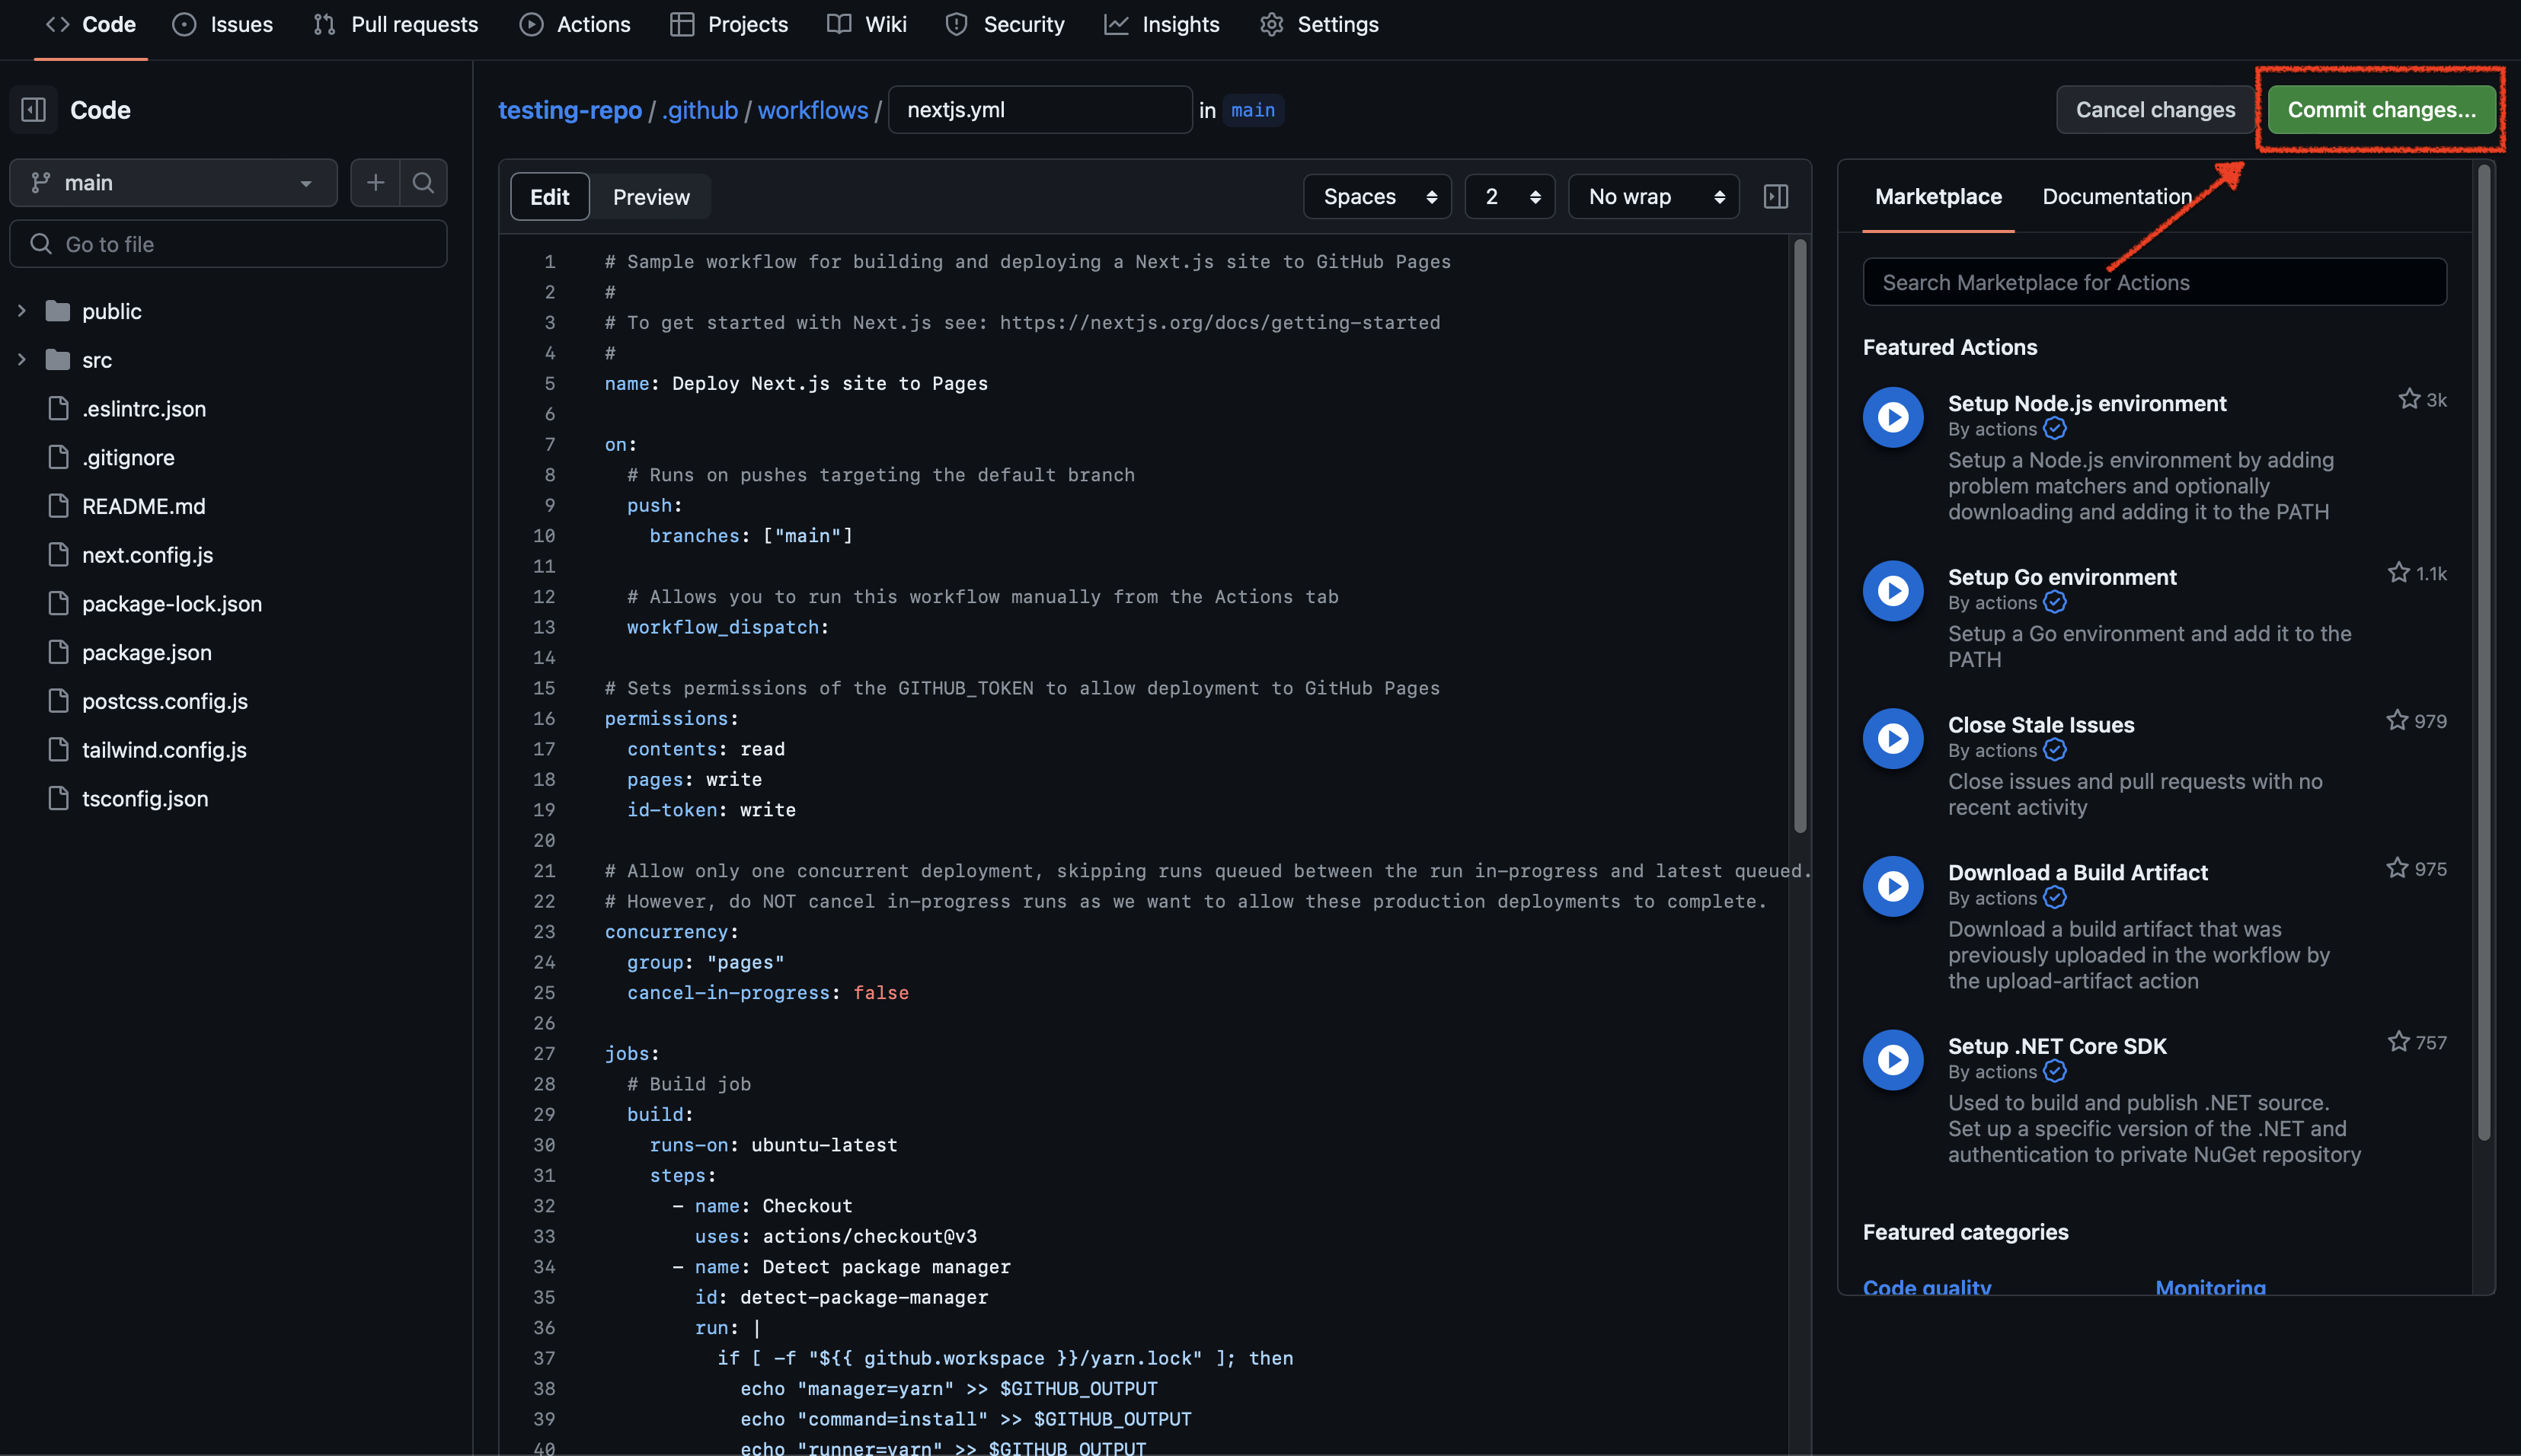 Code Issues Pull requests Actions Projects Wiki Security Insights Settings
Code
testing-repo / .github / workflows / nextjs.yml in main
Cancel changes
Commit changes...
main
Go to file
public
src
.eslintrc.json
.gitignore
README.md
next.config.js
package-lock.json
package.json
postcss.config.js
tailwind.config.js
tsconfig.json
Edit Preview
Spaces 2 No wrap
1 # Sample workflow for building and deploying a Next.js site to GitHub Pages
2 #
3 # To get started with Next.js see: https://nextjs.org/docs/getting-started
4 #
5 name: Deploy Next.js site to Pages
6
7 on:
8 # Runs on pushes targeting the default branch
9 push:
10 branches: ["main"]
11
12 # Allows you to run this workflow manually from the Actions tab
13 workflow_dispatch:
14
15 # Sets permissions of the GITHUB_TOKEN to allow deployment to GitHub Pages
16 permissions:
17 contents: read
18 pages: write
19 id-token: write
20
21 # Allow only one concurrent deployment, skipping runs queued between the run in-progress and latest queued.
22 # However, do NOT cancel in-progress runs as we want to allow these production deployments to complete.
23 concurrency:
24 group: "pages"
25 cancel-in-progress: false
26
27 jobs:
28 # Build job
29 build:
30 runs-on: ubuntu-latest
31 steps:
32 - name: Checkout
33 uses: actions/checkout@v3
34 - name: Detect package manager
35 id: detect-package-manager
36 run: |
37 if [ -f "${{ github.workspace }}/yarn.lock" ]; then
38 echo "manager=yarn" >> $GITHUB_OUTPUT
39 echo "command=install" >> $GITHUB_OUTPUT
40 echo "runner=yarn" >> $GITHUB_OUTPUT
Marketplace Documentation
Search Marketplace for Actions
Featured Actions
Setup Node.js environment 3k
By actions
Setup a Node.js environment by adding
problem matchers and optionally
downloading and adding it to the PATH
Setup Go environment 1.1k
By actions
Setup a Go environment and add it to the
PATH
Close Stale Issues 979
By actions
Close issues and pull requests with no
recent activity
Download a Build Artifact 975
By actions
Download a build artifact that was
previously uploaded in the workflow by
the upload-artifact action
Setup .NET Core SDK 757
By actions
Used to build and publish .NET source.
Set up a specific version of the .NET and
authentication to private NuGet repository
Featured categories
Code quality Monitoring